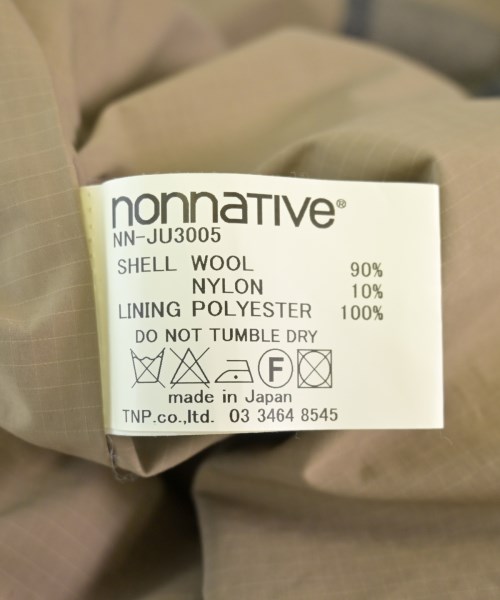 nonnaTIVe®
NN-JU3005
SHELL WOOL 90%
NYLON 10%
LINING POLYESTER 100%
DO NOT TUMBLE DRY
F
made in Japan
TNP.co.,ltd. 03 3464 8545